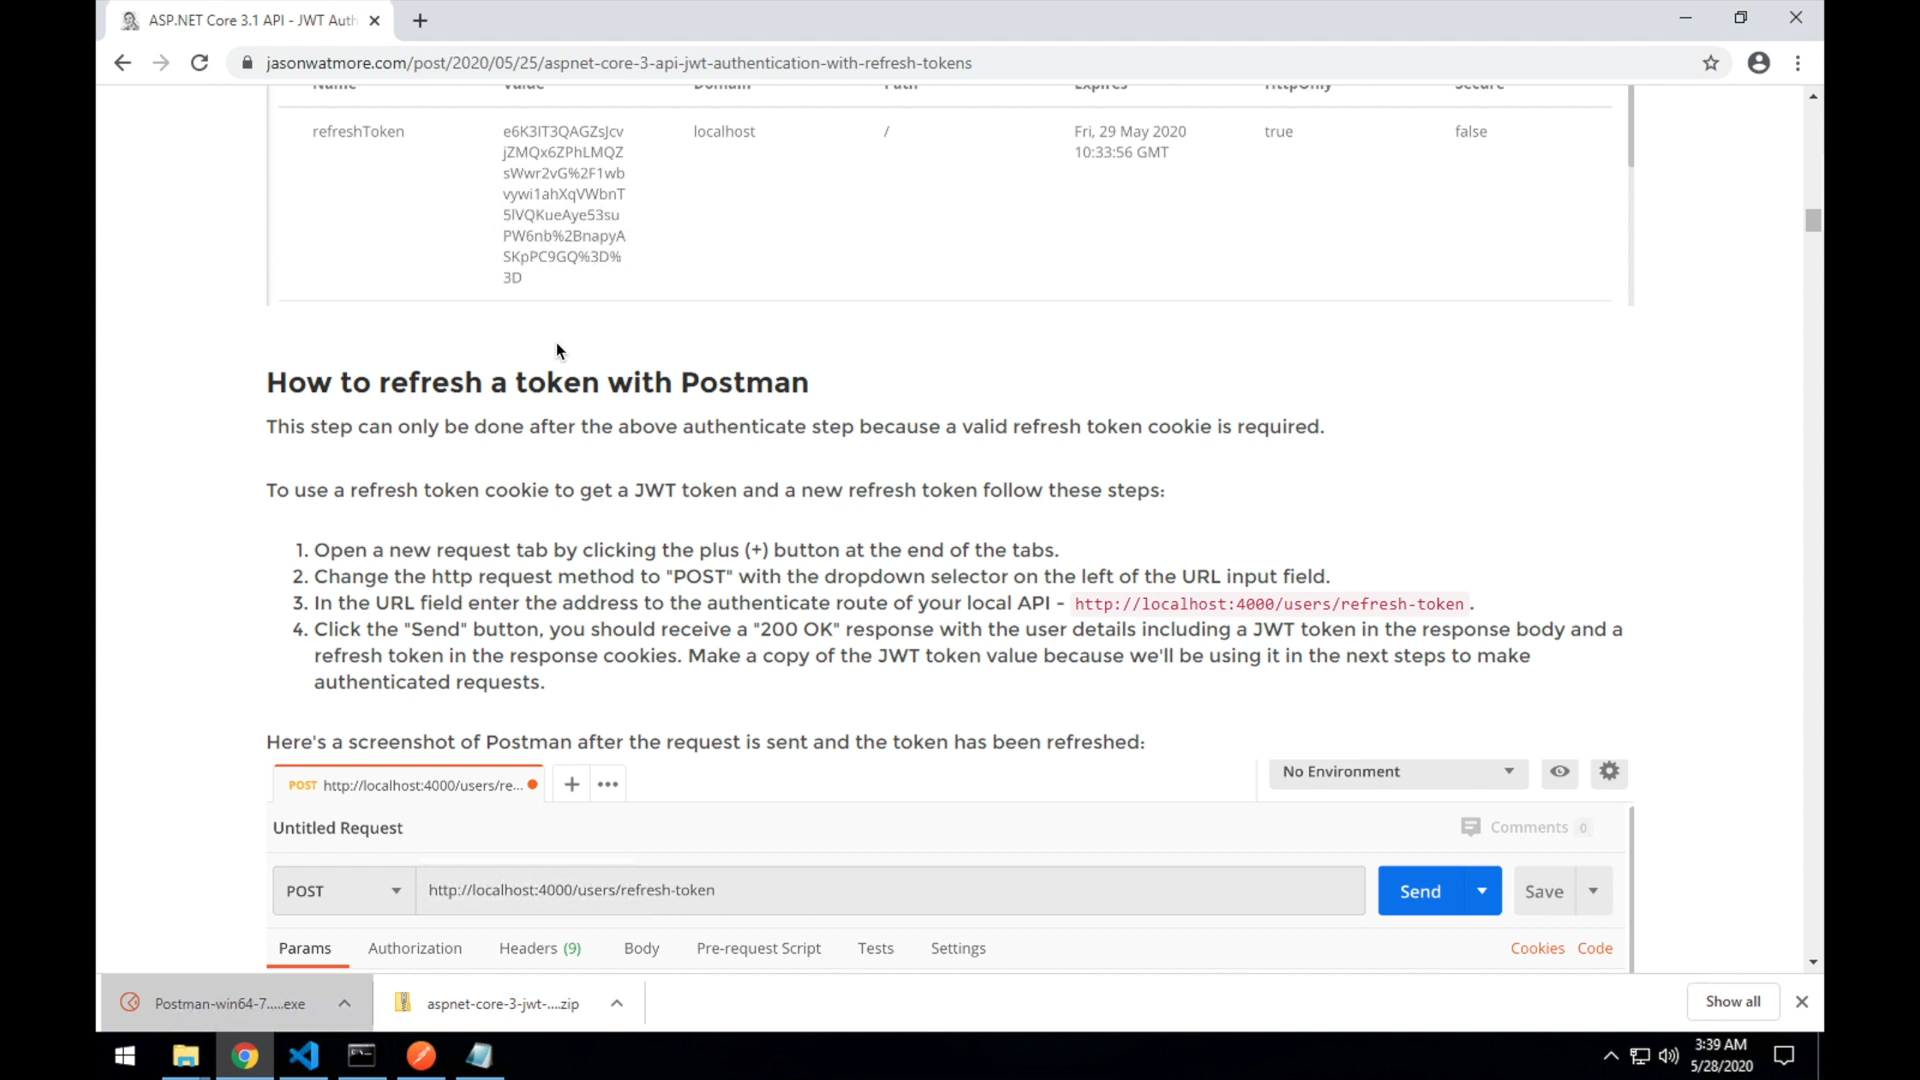 ASP.NET Core 3.1 API - JWT Auth
jasonwatmore.com/post/2020/05/25/aspnet-core-3-api-jwt-authentication-with-refresh-tokens
Name Value Domain Path Expires HttpOnly Secure
refreshToken e6K3IT3QAGZsJcv localhost / Fri, 29 May 2020 true false
jZMQx6ZPhLMQZ 10:33:56 GMT
sWwr2vG%2F1wb
vywi1ahXqVWbnT
5lVQKueAye53su
PW6nb%2BnapyA
SKpPC9GQ%3D%
3D
How to refresh a token with Postman
This step can only be done after the above authenticate step because a valid refresh token cookie is required.
To use a refresh token cookie to get a JWT token and a new refresh token follow these steps:
1. Open a new request tab by clicking the plus (+) button at the end of the tabs.
2. Change the http request method to "POST" with the dropdown selector on the left of the URL input field.
3. In the URL field enter the address to the authenticate route of your local API - http://localhost:4000/users/refresh-token.
4. Click the "Send" button, you should receive a "200 OK" response with the user details including a JWT token in the response body and a
refresh token in the response cookies. Make a copy of the JWT token value because we'll be using it in the next steps to make
authenticated requests.
Here's a screenshot of Postman after the request is sent and the token has been refreshed:
POST http://localhost:4000/users/re... + ••• No Environment
Untitled Request Comments 0
POST http://localhost:4000/users/refresh-token Send Save
Params Authorization Headers (9) Body Pre-request Script Tests Settings Cookies Code
Postman-win64-7.....exe aspnet-core-3-jwt-....zip Show all
3:39 AM
5/28/2020